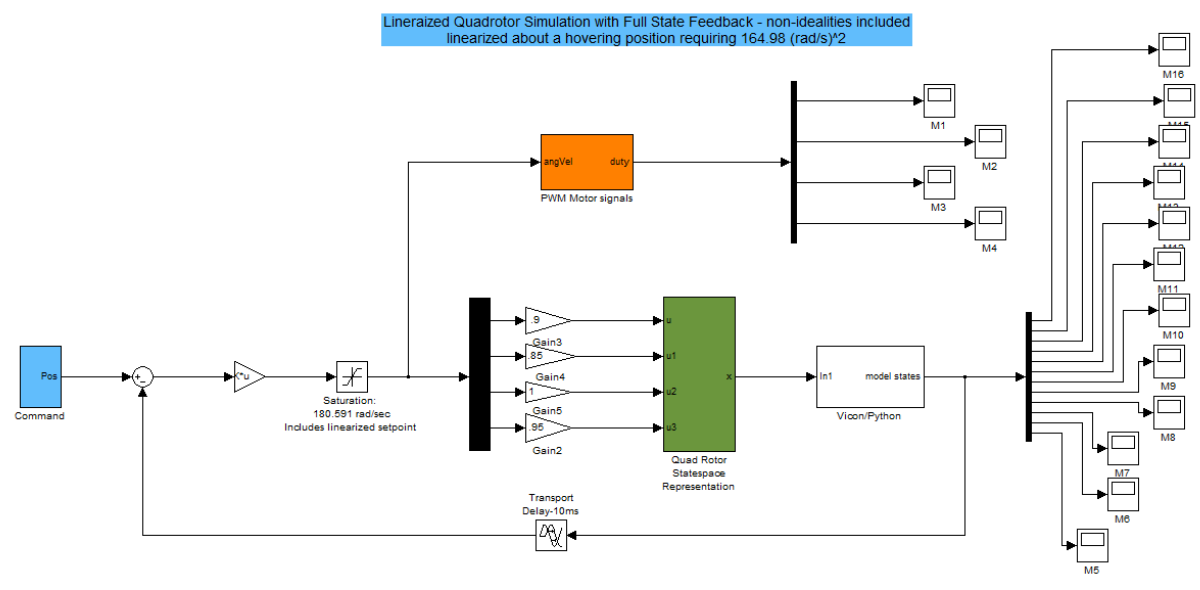 Lineraized Quadrotor Simulation with Full State Feedback - non-idealities included
linearized about a hovering position requiring 164.98 (rad/s)^2
M16
M1
angVel
duty
PWM Motor signals
M2
M3
M4
M11
.9
Gain3
u
.85
Gain4
u1
1
Gain5
u2
.95
Gain2
u3
x
Quad Rotor
Statespace
Representation
Pos
Command
K*u
Saturation:
180.591 rad/sec
Includes linearized setpoint
In1
model states
Vicon/Python
M10
M9
M8
M7
M6
M5
Transport
Delay-10ms